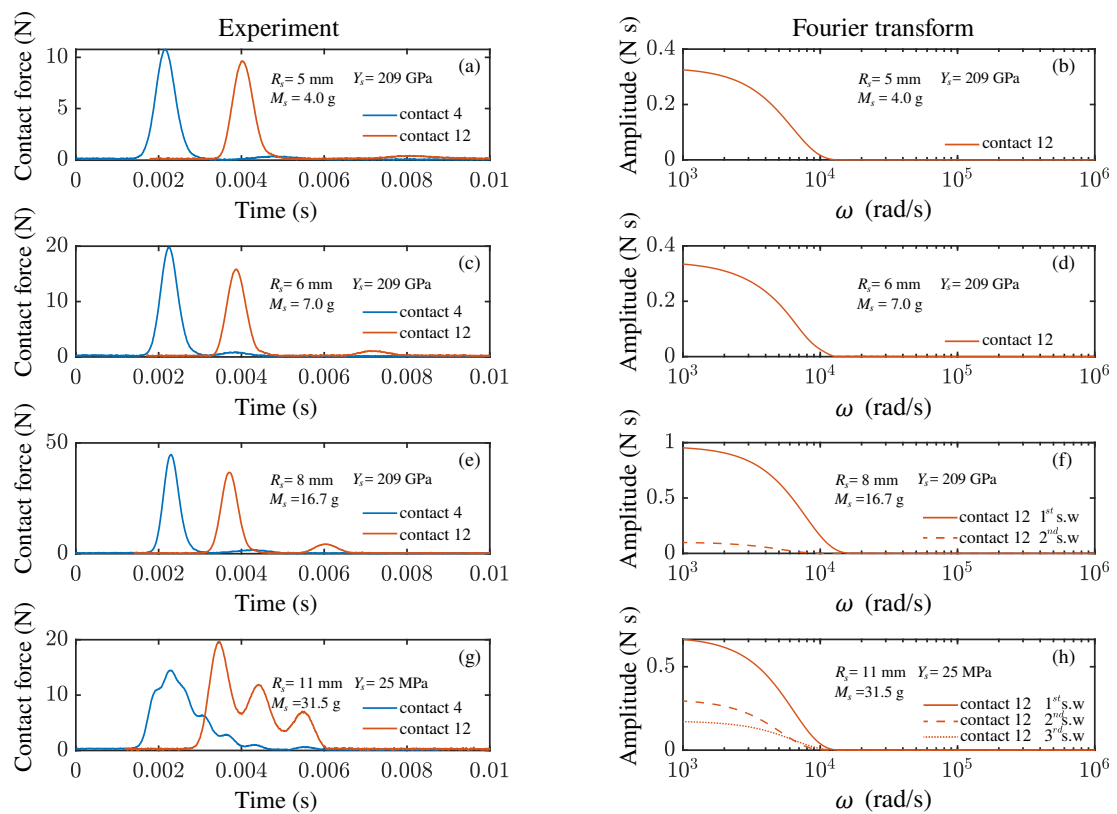 Experiment
Contact force (N)
10
5
0
(a)
R_s = 5 mm Y_s = 209 GPa
M_s = 4.0 g
contact 4
contact 12
0 0.002 0.004 0.006 0.008 0.01
Time (s)
Fourier transform
Amplitude (N s)
0.4
0.2
0
(b)
R_s = 5 mm Y_s = 209 GPa
M_s = 4.0 g
contact 12
10^3 10^4 10^5 10^6
ω (rad/s)
Contact force (N)
20
10
0
(c)
R_s = 6 mm Y_s = 209 GPa
M_s = 7.0 g
contact 4
contact 12
0 0.002 0.004 0.006 0.008 0.01
Time (s)
Amplitude (N s)
0.4
0.2
0
(d)
R_s = 6 mm Y_s = 209 GPa
M_s = 7.0 g
contact 12
10^3 10^4 10^5 10^6
ω (rad/s)
Contact force (N)
50
0
(e)
R_s = 8 mm Y_s = 209 GPa
M_s =16.7 g
contact 4
contact 12
0 0.002 0.004 0.006 0.008 0.01
Time (s)
Amplitude (N s)
1
0.5
0
(f)
R_s = 8 mm Y_s = 209 GPa
M_s =16.7 g
contact 12 1^st s.w
contact 12 2^nd s.w
10^3 10^4 10^5 10^6
ω (rad/s)
Contact force (N)
20
10
0
(g)
R_s = 11 mm Y_s = 25 MPa
M_s =31.5 g
contact 4
contact 12
0 0.002 0.004 0.006 0.008 0.01
Time (s)
Amplitude (N s)
0.5
0
(h)
R_s = 11 mm Y_s = 25 MPa
M_s =31.5 g
contact 12 1^st s.w
contact 12 2^nd s.w
contact 12 3^rd s.w
10^3 10^4 10^5 10^6
ω (rad/s)